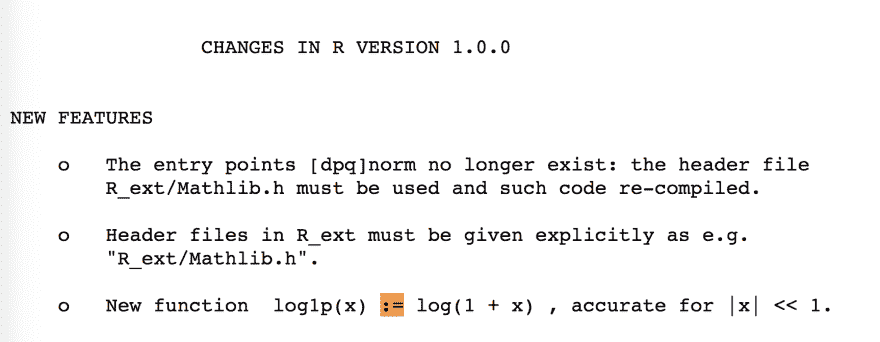 CHANGES IN R VERSION 1.0.0
NEW FEATURES
o The entry points [dpq]norm no longer exist: the header file
R_ext/Mathlib.h must be used and such code re-compiled.
o Header files in R_ext must be given explicitly as e.g.
"R_ext/Mathlib.h".
o New function log1p(x) := log(1 + x) , accurate for |x| << 1.